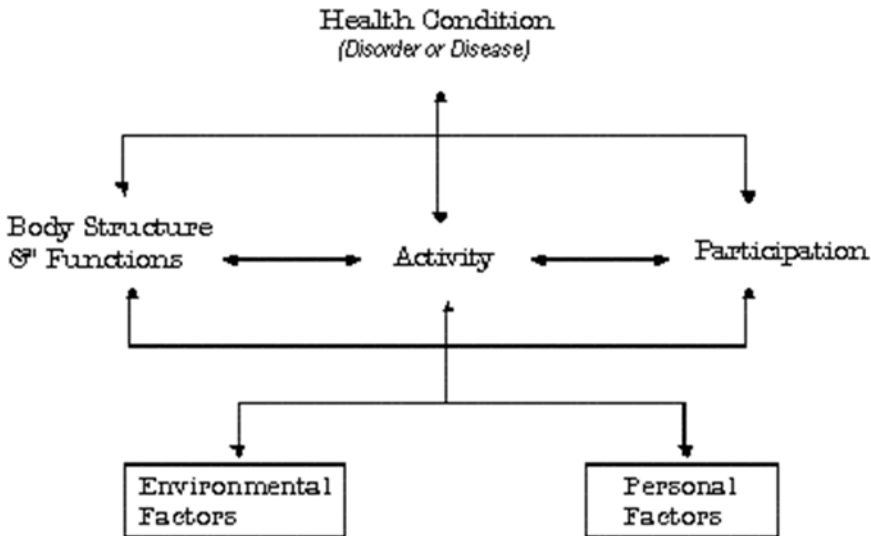 Health Condition
(Disorder or Disease)
Body Structure
& Functions
Activity
Participation
Environmental
Factors
Personal
Factors